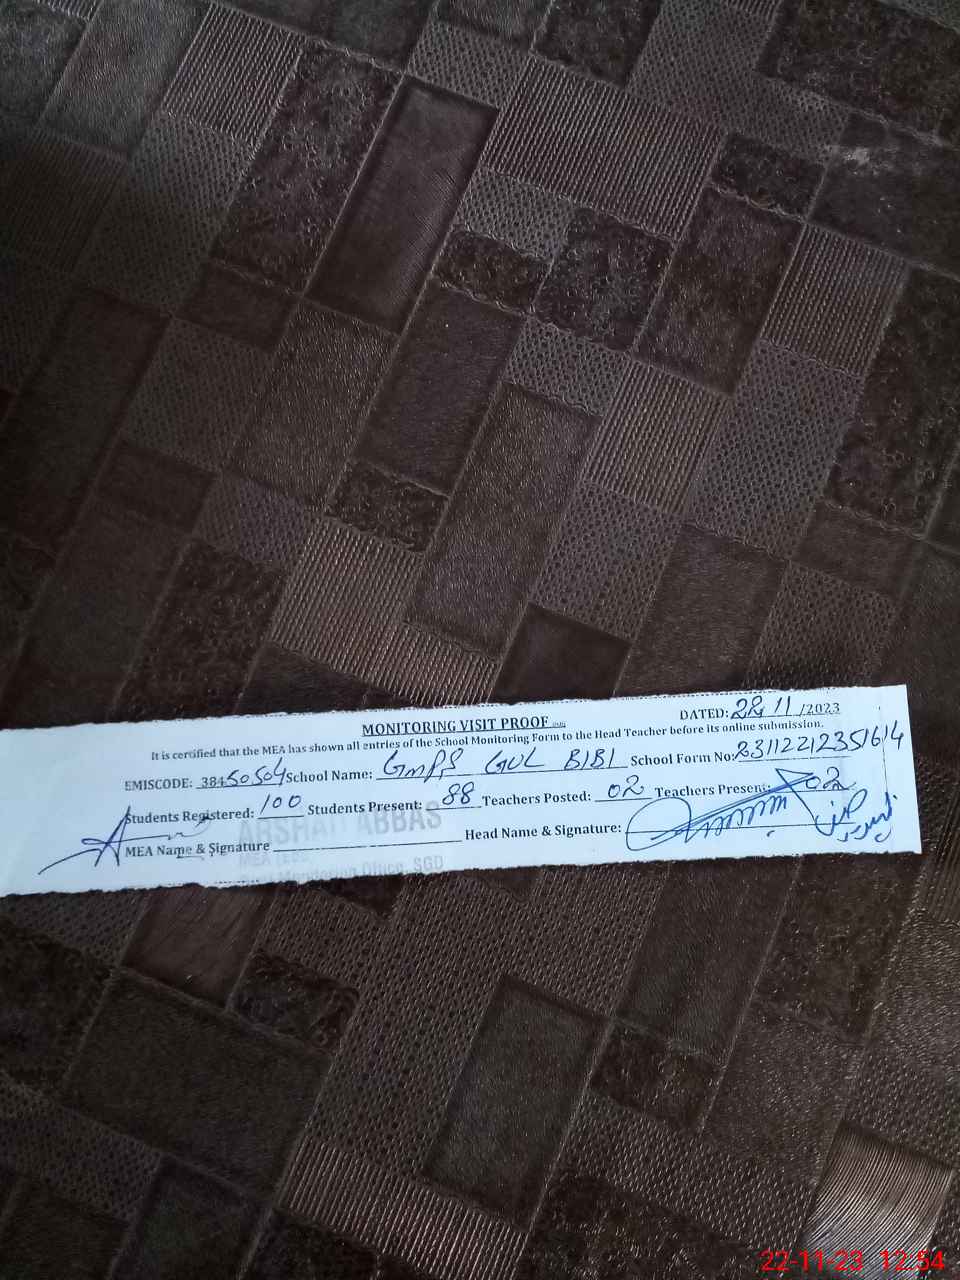 MONITORING VISIT PROOF
DATED: 22 11 /2023
It is certified that the MEA has shown all entries of the School Monitoring Form to the Head Teacher before its online submission.
EMISCODE: 38450504 School Name: GMPS GUL BIBI School Form No: 23112212351614
Students Registered: 100 Students Present: 88 Teachers Posted: 02 Teachers Present: 02
ARSHAD ABBAS
MEA Name & Signature Head Name & Signature:
Office, SGD
22-11-23 12:54